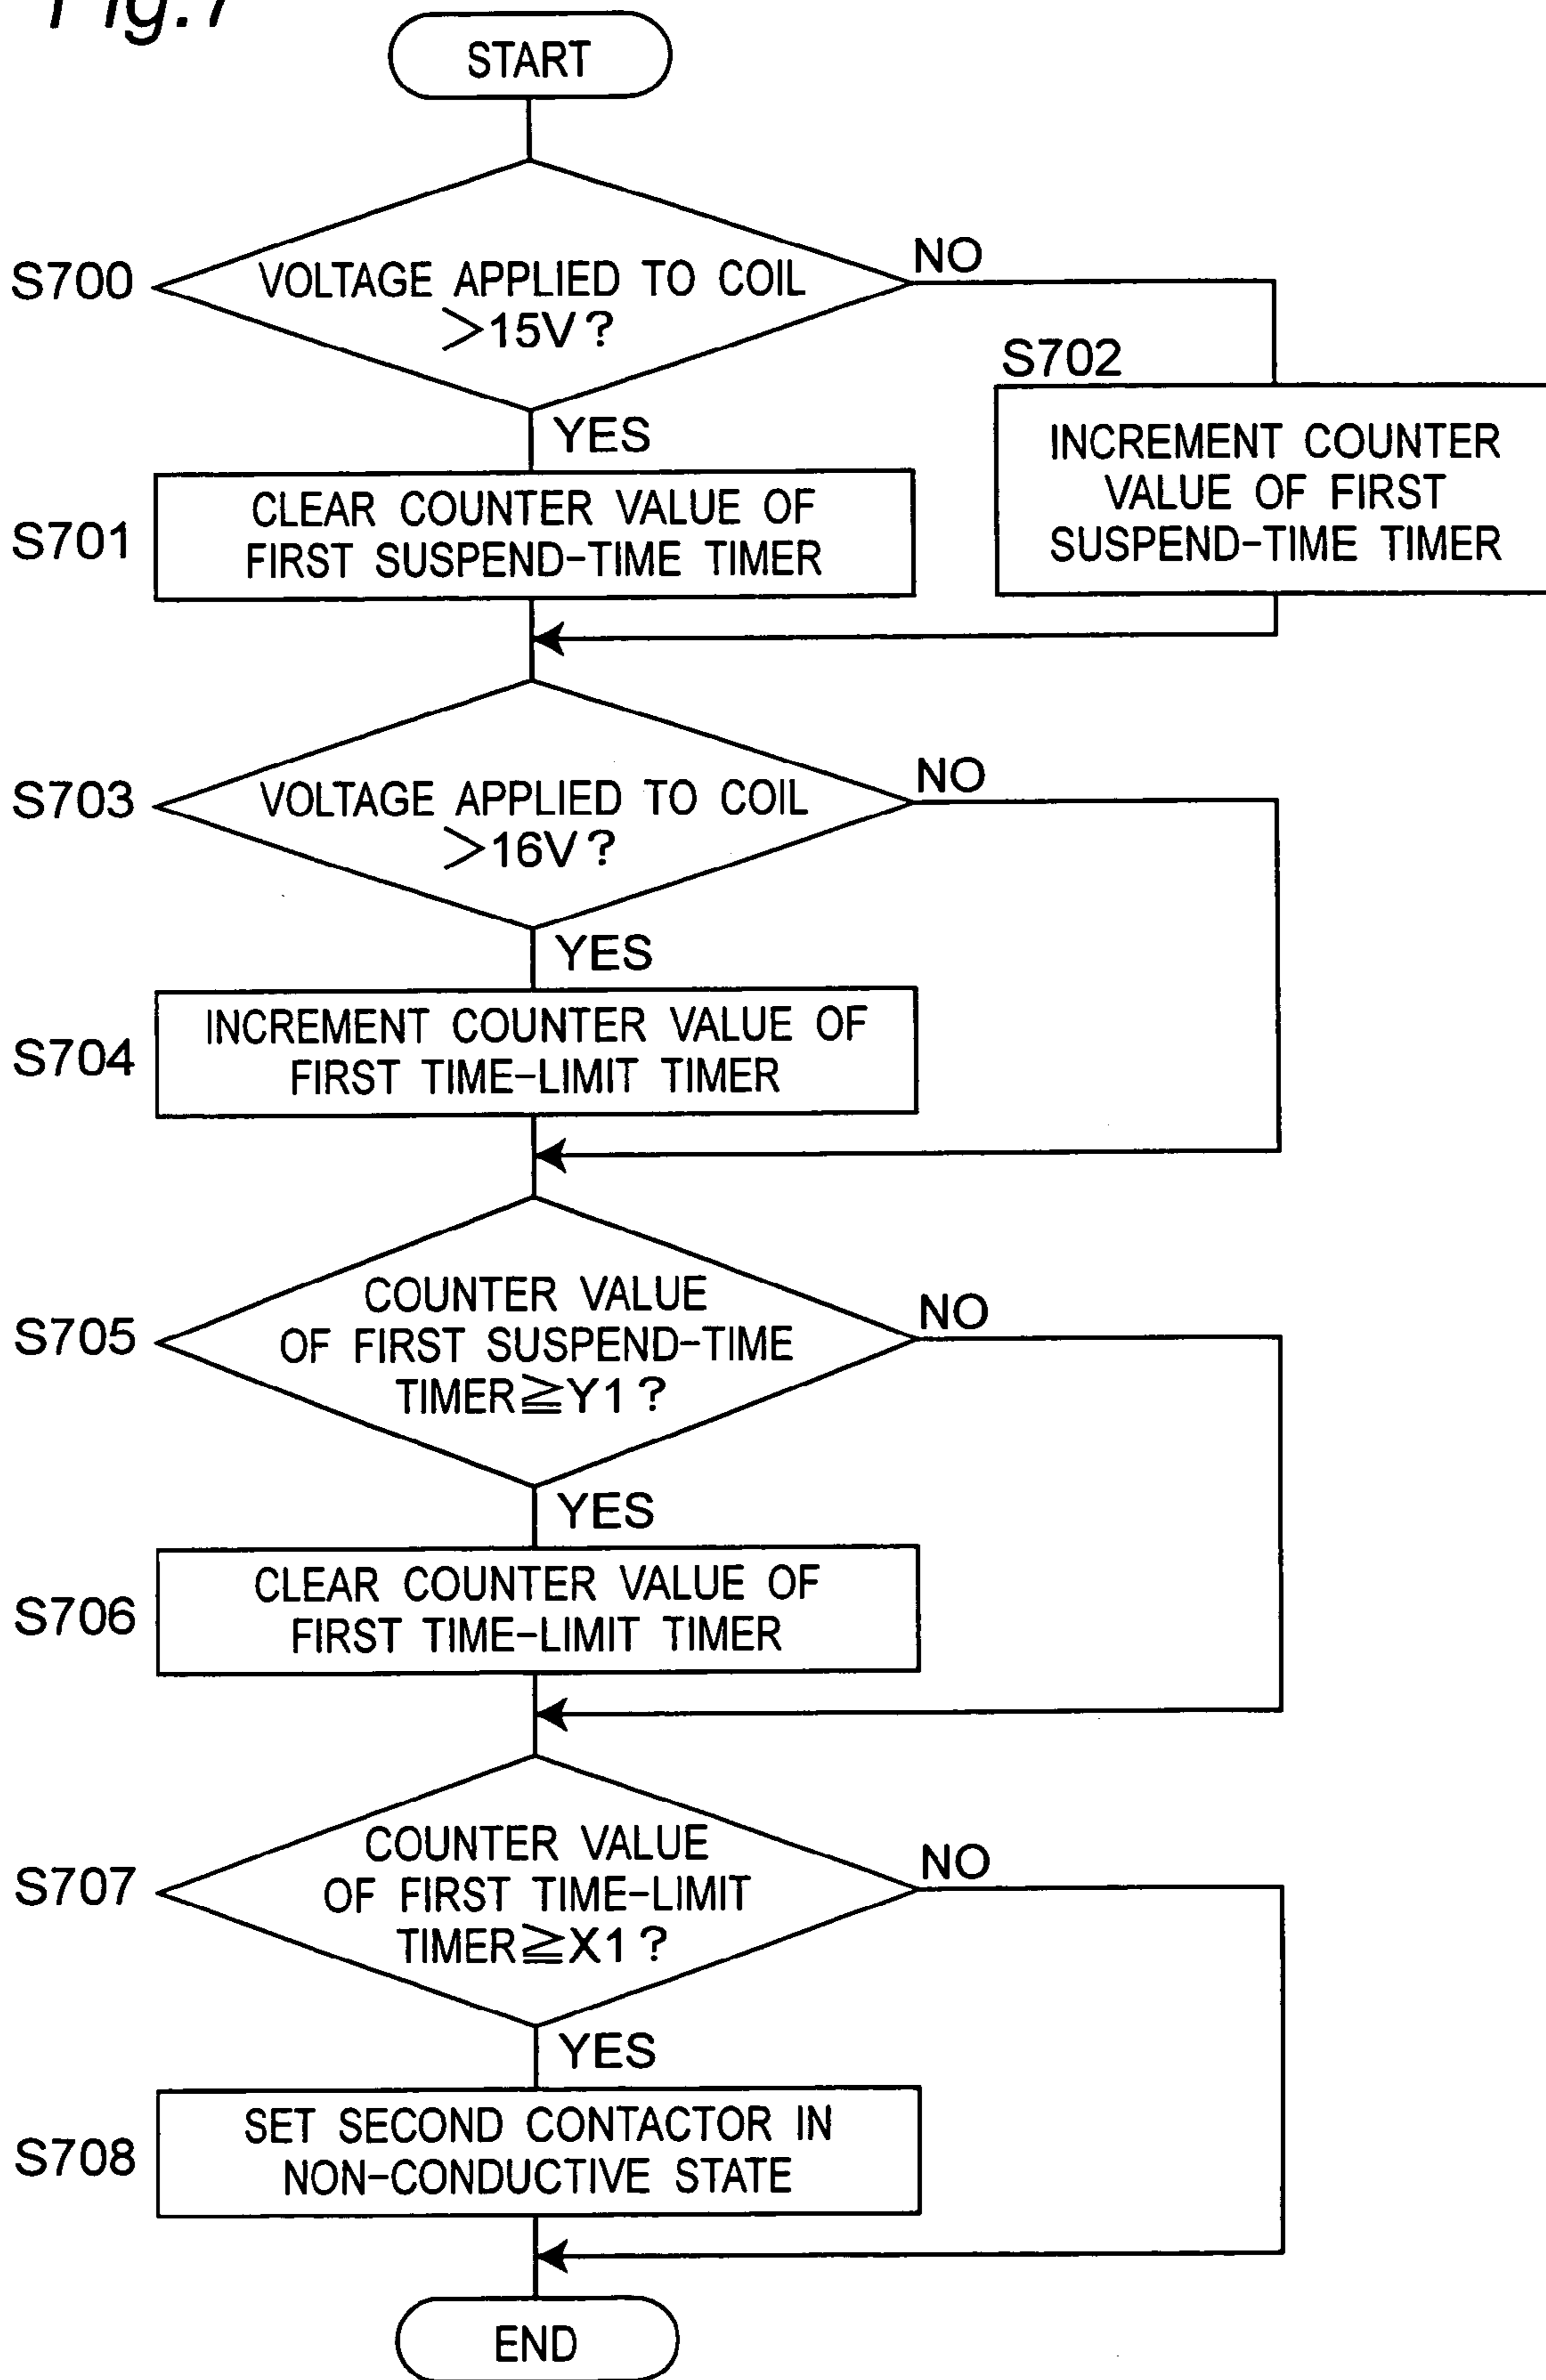 Fig.7
START
S700
VOLTAGE APPLIED TO COIL
>15V?
NO
YES
S702
INCREMENT COUNTER
VALUE OF FIRST
SUSPEND-TIME TIMER
S701
CLEAR COUNTER VALUE OF
FIRST SUSPEND-TIME TIMER
S703
VOLTAGE APPLIED TO COIL
>16V?
NO
YES
S704
INCREMENT COUNTER VALUE OF
FIRST TIME-LIMIT TIMER
S705
COUNTER VALUE
OF FIRST SUSPEND-TIME
TIMER≧Y1?
NO
YES
S706
CLEAR COUNTER VALUE OF
FIRST TIME-LIMIT TIMER
S707
COUNTER VALUE
OF FIRST TIME-LIMIT
TIMER≧X1?
NO
YES
S708
SET SECOND CONTACTOR IN
NON-CONDUCTIVE STATE
END